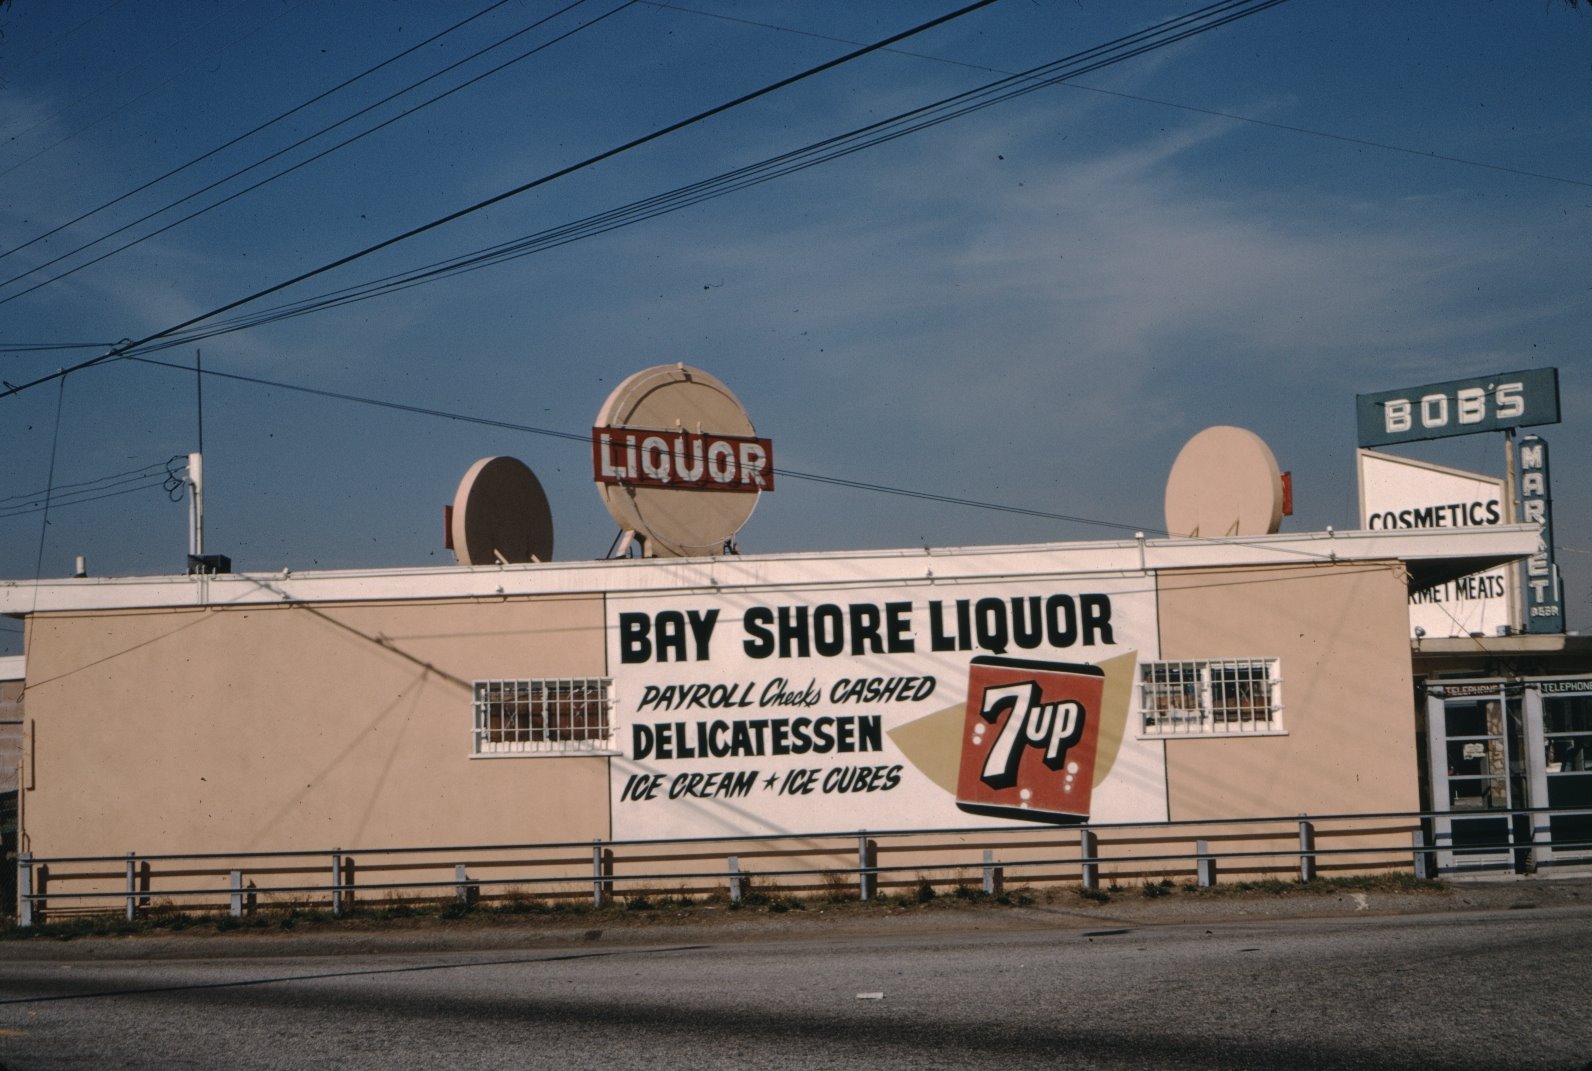 LIQUOR
BOB'S
MARKET
BEER
COSMETICS
MEATS
BAY SHORE LIQUOR
PAYROLL Checks CASHED
DELICATESSEN
ICE CREAM ★ ICE CUBES
7UP
TELEPHONE
TELEPHONE